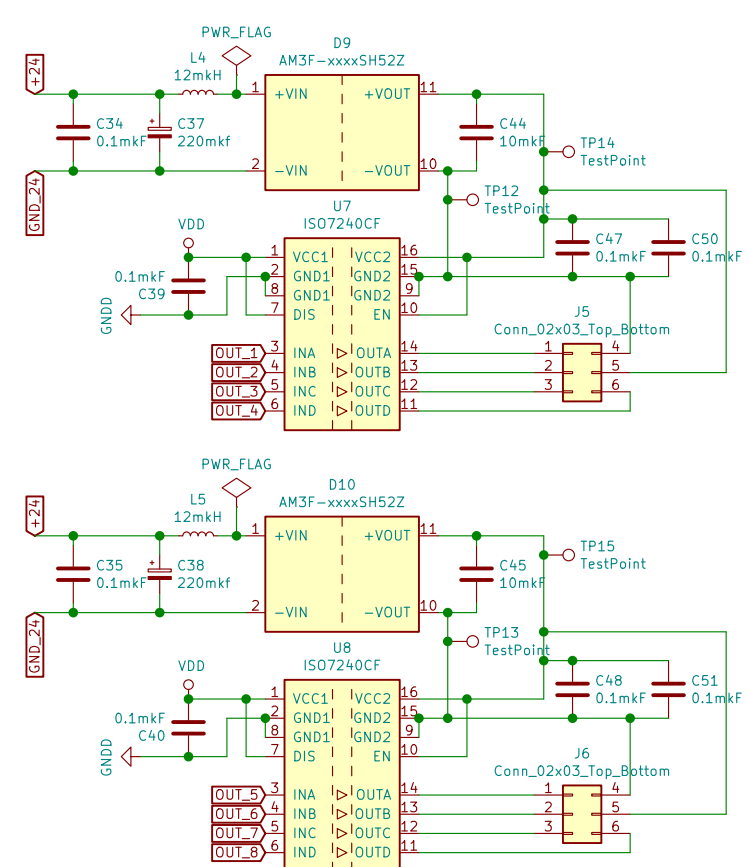 PWR_FLAG
D9
AM3F-xxxxSH52Z
+24
L4
12mkH
1 +VIN +VOUT 11
C34
0.1mkF
C37
220mkf
C44
10mkF
TP14
TestPoint
GND_24
2 -VIN -VOUT 10
TP12
TestPoint
U7
ISO7240CF
VDD
C47
0.1mkF
C50
0.1mkF
1 VCC1 VCC2 16
2 GND1 GND2 15
8 GND1 GND2 9
7 DIS EN 10
0.1mkF
C39
GNDD
J5
Conn_02x03_Top_Bottom
OUT_1 3 INA OUTA 14 1 4
OUT_2 4 INB OUTB 13 2 5
OUT_3 5 INC OUTC 12 3 6
OUT_4 6 IND OUTD 11
PWR_FLAG
D10
AM3F-xxxxSH52Z
+24
L5
12mkH
1 +VIN +VOUT 11
C35
0.1mkF
C38
220mkf
C45
10mkF
TP15
TestPoint
GND_24
2 -VIN -VOUT 10
TP13
TestPoint
U8
ISO7240CF
VDD
C48
0.1mkF
C51
0.1mkF
1 VCC1 VCC2 16
2 GND1 GND2 15
8 GND1 GND2 9
7 DIS EN 10
0.1mkF
C40
GNDD
J6
Conn_02x03_Top_Bottom
OUT_5 3 INA OUTA 14 1 4
OUT_6 4 INB OUTB 13 2 5
OUT_7 5 INC OUTC 12 3 6
OUT_8 6 IND OUTD 11